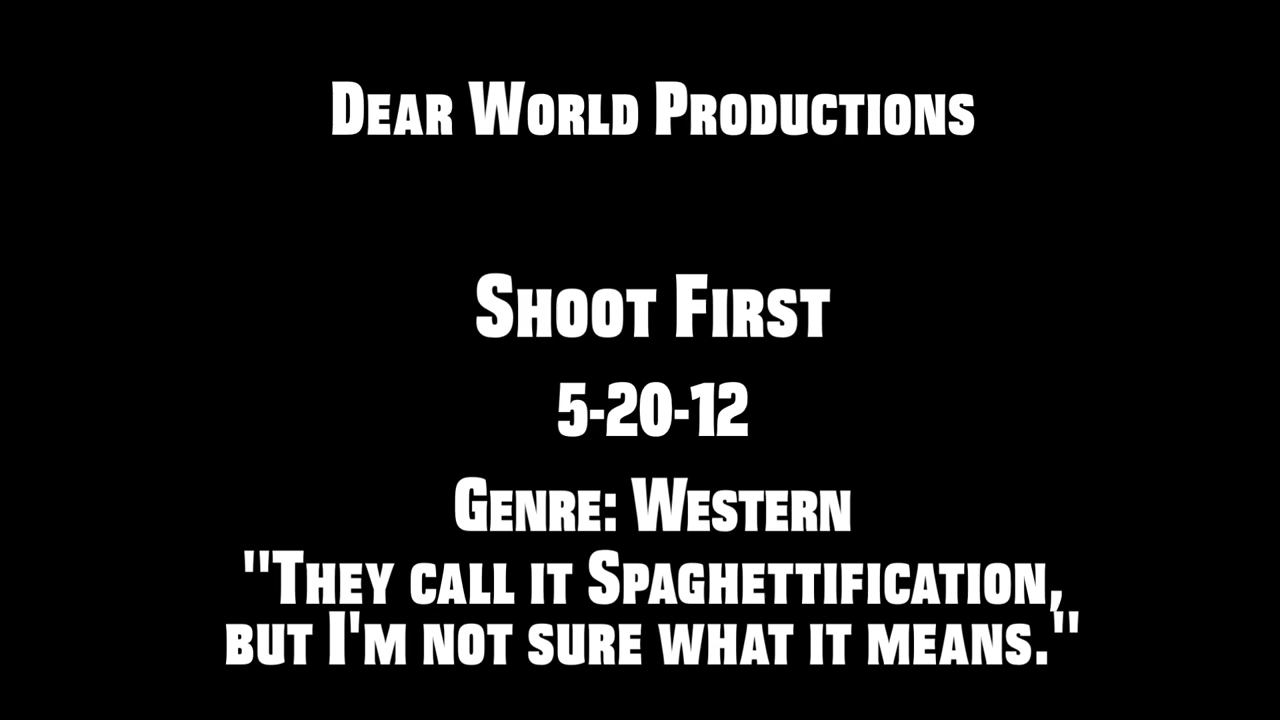 Dear World Productions
Shoot First
5-20-12
Genre: Western
"They call it Spaghettification,
but I'm not sure what it means."